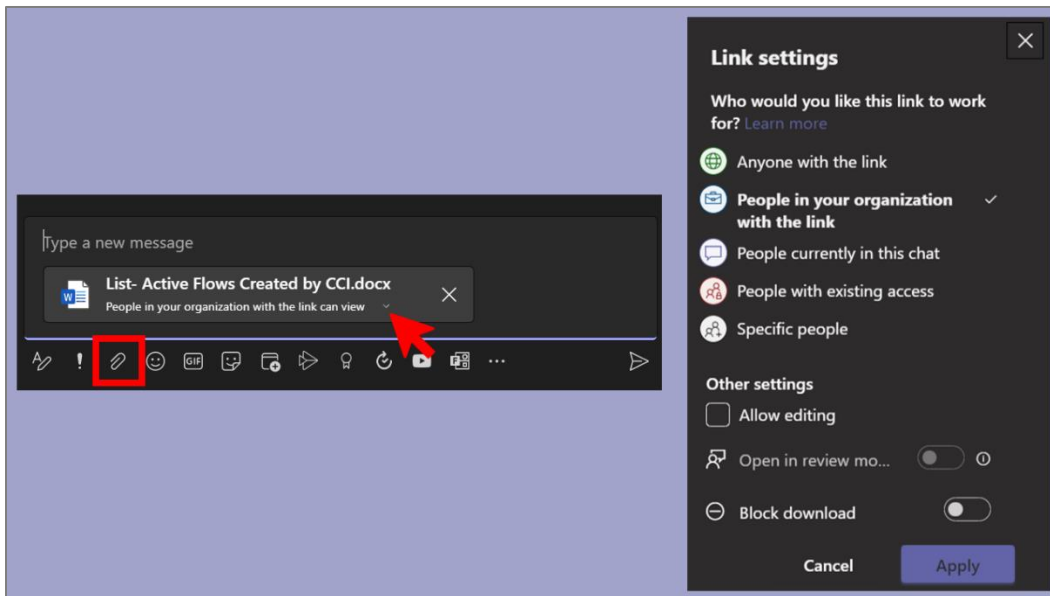 Type a new message
List- Active Flows Created by CCI.docx
People in your organization with the link can view
W
GIF
Link settings
Who would you like this link to work
for? Learn more
Anyone with the link
People in your organization
with the link
People currently in this chat
People with existing access
Specific people
Other settings
Allow editing
Open in review mo...
Block download
Cancel
Apply